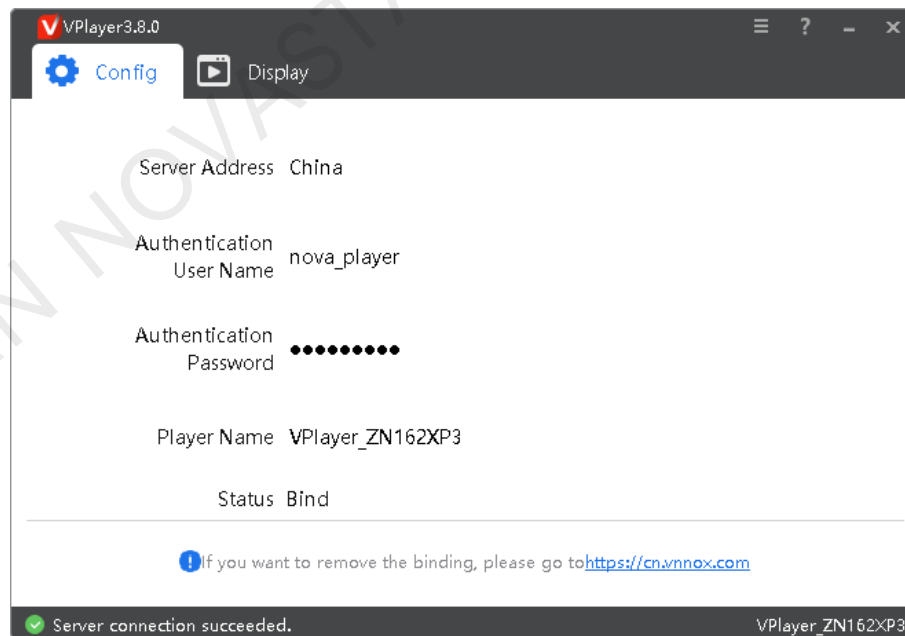 VPlayer3.8.0
Config
Display
Server Address China
Authentication
User Name nova_player
Authentication
Password ●●●●●●●●●
Player Name VPlayer_ZN162XP3
Status Bind
If you want to remove the binding, please go tohttps://cn.vnnox.com
Server connection succeeded.
VPlayer_ZN162XP3